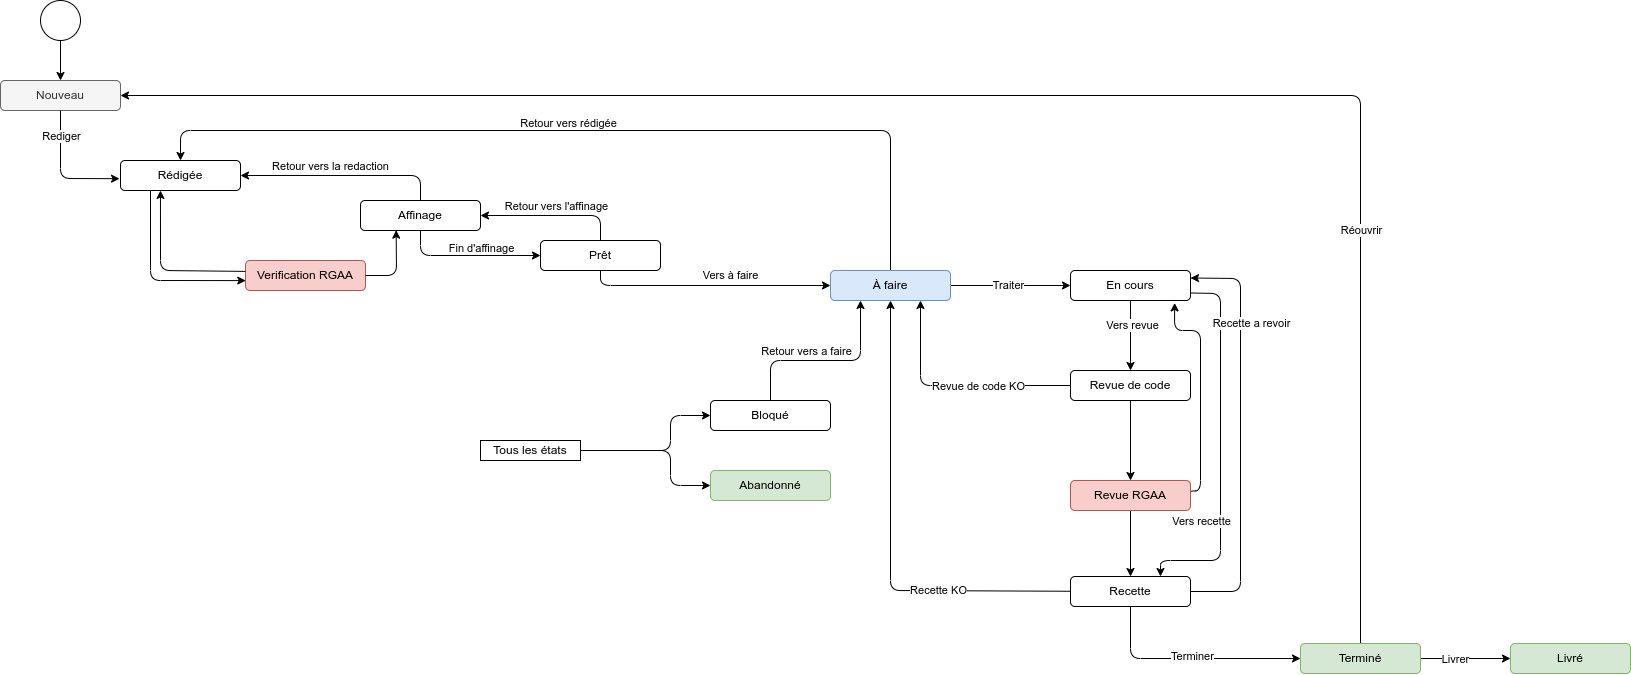 Nouveau
Rediger
Retour vers rédigée
Retour vers la redaction
Rédigée
Retour vers l'affinage
Affinage
Réouvrir
Fin d'affinage
Prêt
Verification RGAA
Vers à faire
À faire
Traiter
En cours
Vers revue
Recette a revoir
Retour vers a faire
Revue de code KO
Revue de code
Bloqué
Tous les états
Abandonné
Revue RGAA
Vers recette
Recette KO
Recette
Terminer
Terminé
Livrer
Livré